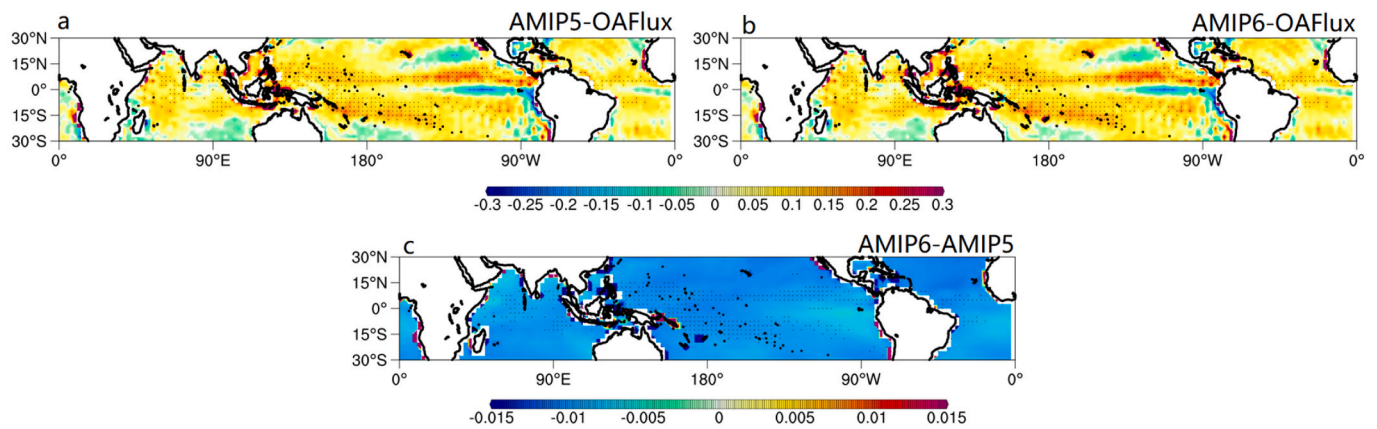 a AMIP5-OAFlux
30°N
15°N
0°
15°S
30°S
0° 90°E 180° 90°W 0°
b AMIP6-OAFlux
30°N
15°N
0°
15°S
30°S
0° 90°E 180° 90°W 0°
-0.3 -0.25 -0.2 -0.15 -0.1 -0.05 0 0.05 0.1 0.15 0.2 0.25 0.3
c AMIP6-AMIP5
30°N
15°N
0°
15°S
30°S
0° 90°E 180° 90°W 0°
-0.015 -0.01 -0.005 0 0.005 0.01 0.015